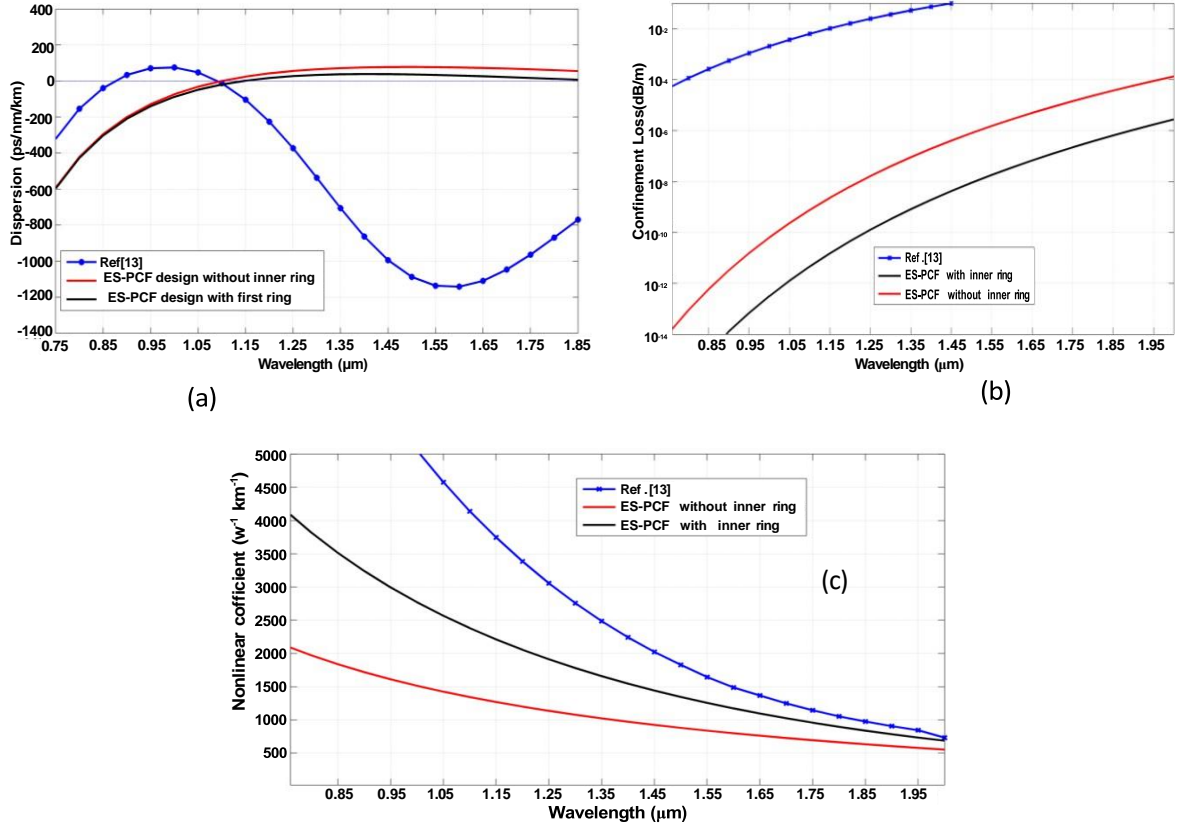 (a)
Dispersion (ps/nm/km)
400
200
0
-200
-400
-600
-800
-1000
-1200
-1400
Ref[13]
ES-PCF design without inner ring
ES-PCF design with first ring
0.75 0.85 0.95 1.05 1.15 1.25 1.35 1.45 1.55 1.65 1.75 1.85
Wavelength (µm)
(a)
Confinement Loss(dB/m)
10-2
10-4
10-6
10-8
C10-10
10-12
10-14
Ref .[13]
ES-PCF with inner ring
ES-PCF without inner ring
0.85 0.95 1.05 1.15 1.25 1.35 1.45 1.55 1.65 1.75 1.85 1.95
Wavelength (µm)
(b)
Nonlinear cofficient (w-1 km-1)
5000
4500
4000
3500
3000
2500
2000
1500
1000
500
Ref .[13]
ES-PCF without inner ring
ES-PCF with inner ring
(c)
0.85 0.95 1.05 1.15 1.25 1.35 1.45 1.55 1.65 1.75 1.85 1.95
Wavelength (µm)